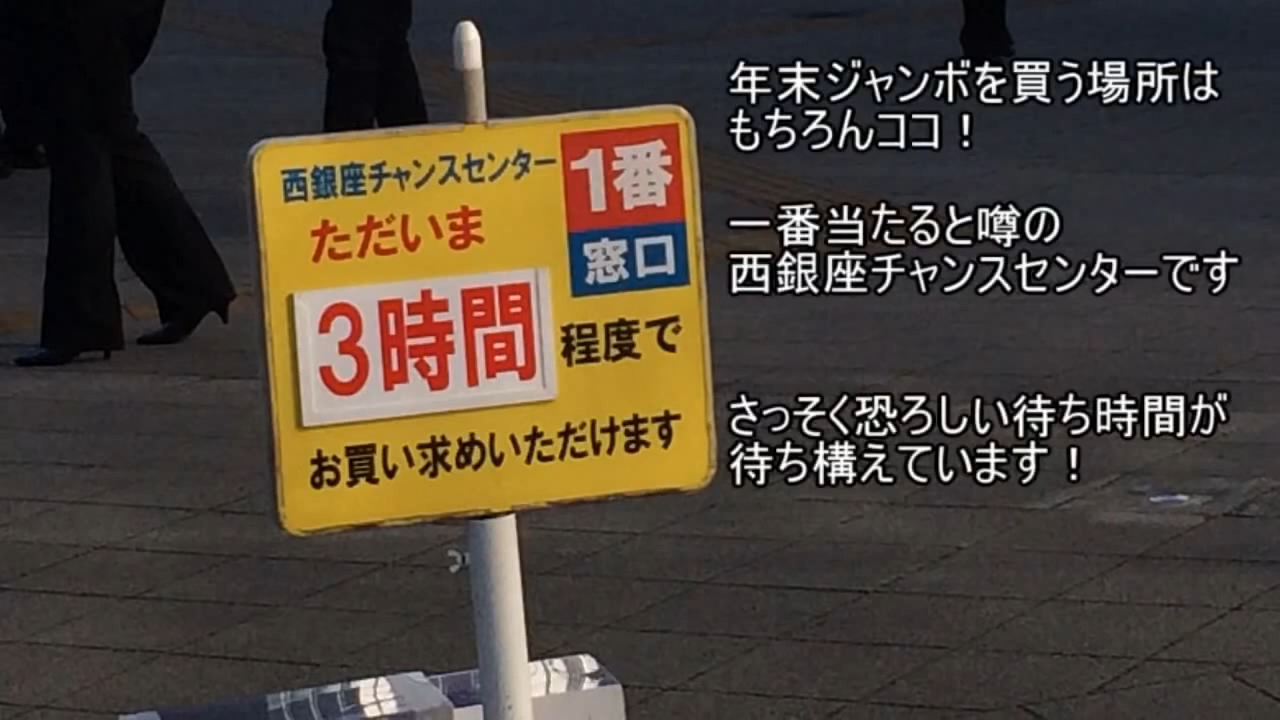 西銀座チャンスセンター
1番
窓口
ただいま
3時間
程度で
お買い求めいただけます
年末ジャンボを買う場所は
もちろんココ！
一番当たると噂の
西銀座チャンスセンターです
さっそく恐ろしい待ち時間が
待ち構えています！